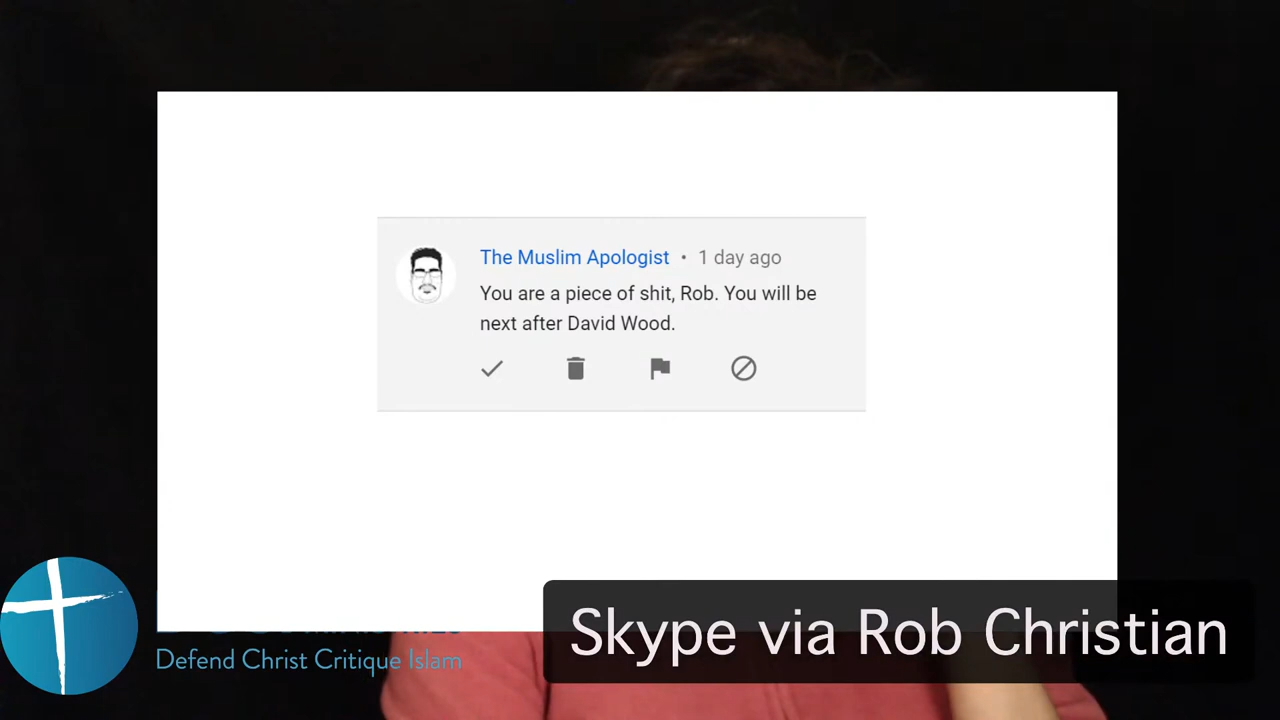 The Muslim Apologist • 1 day ago
You are a piece of shit, Rob. You will be
next after David Wood.
Defend Christ Critique Islam
Skype via Rob Christian